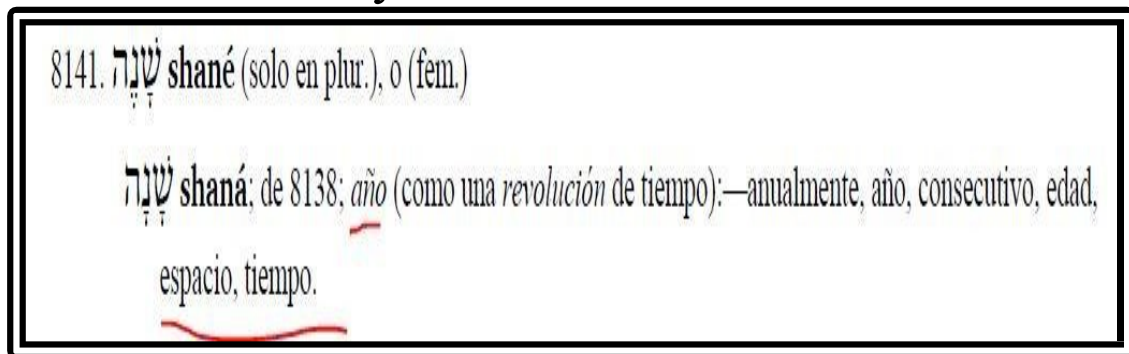 8141. שָׁנֶה shané (solo en plur.), o (fem.)
שָׁנָה shaná; de 8138; año (como una revolución de tiempo):—anualmente, año, consecutivo, edad,
espacio, tiempo.